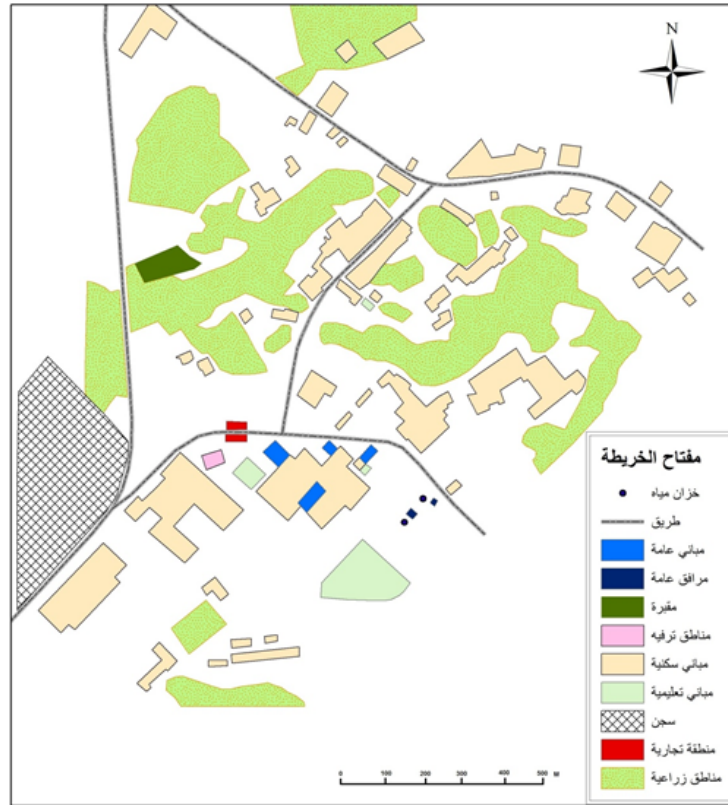 N
مفتاح الخريطة
خزان مياه
طريق
مباني عامة
مرافق عامة
مقبرة
مناطق ترفيه
مباني سكنية
مباني تعليمية
سجن
منطقة تجارية
مناطق زراعية
0 100 200 300 400 500 M